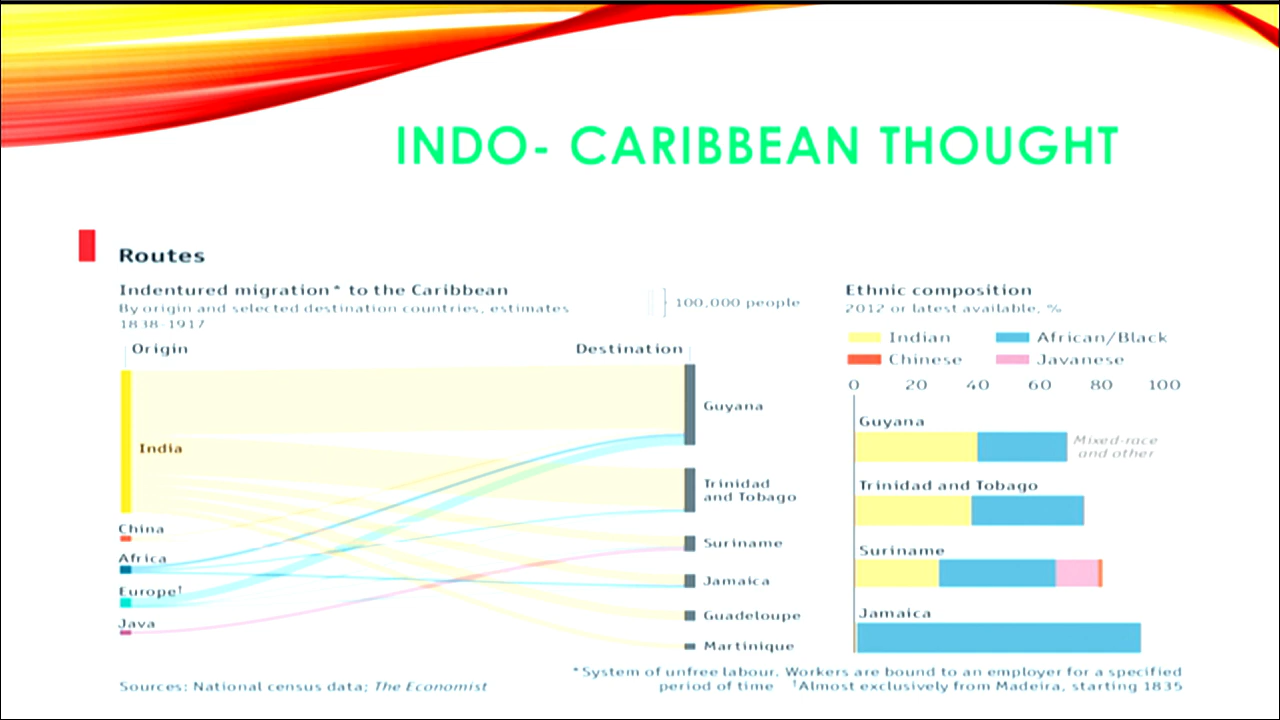 INDO- CARIBBEAN THOUGHT
Routes
Indentured migration* to the Caribbean
By origin and selected destination countries, estimates
1838-1917
100,000 people
Origin
Destination
India
China
Africa
Europe†
Java
Guyana
Trinidad
and Tobago
Suriname
Jamaica
Guadeloupe
Martinique
Ethnic composition
2012 or latest available, %
Indian
African/Black
Chinese
Javanese
0 20 40 60 80 100
Guyana
Mixed-race
and other
Trinidad and Tobago
Suriname
Jamaica
*System of unfree labour. Workers are bound to an employer for a specified
period of time †Almost exclusively from Madeira, starting 1835
Sources: National census data; The Economist